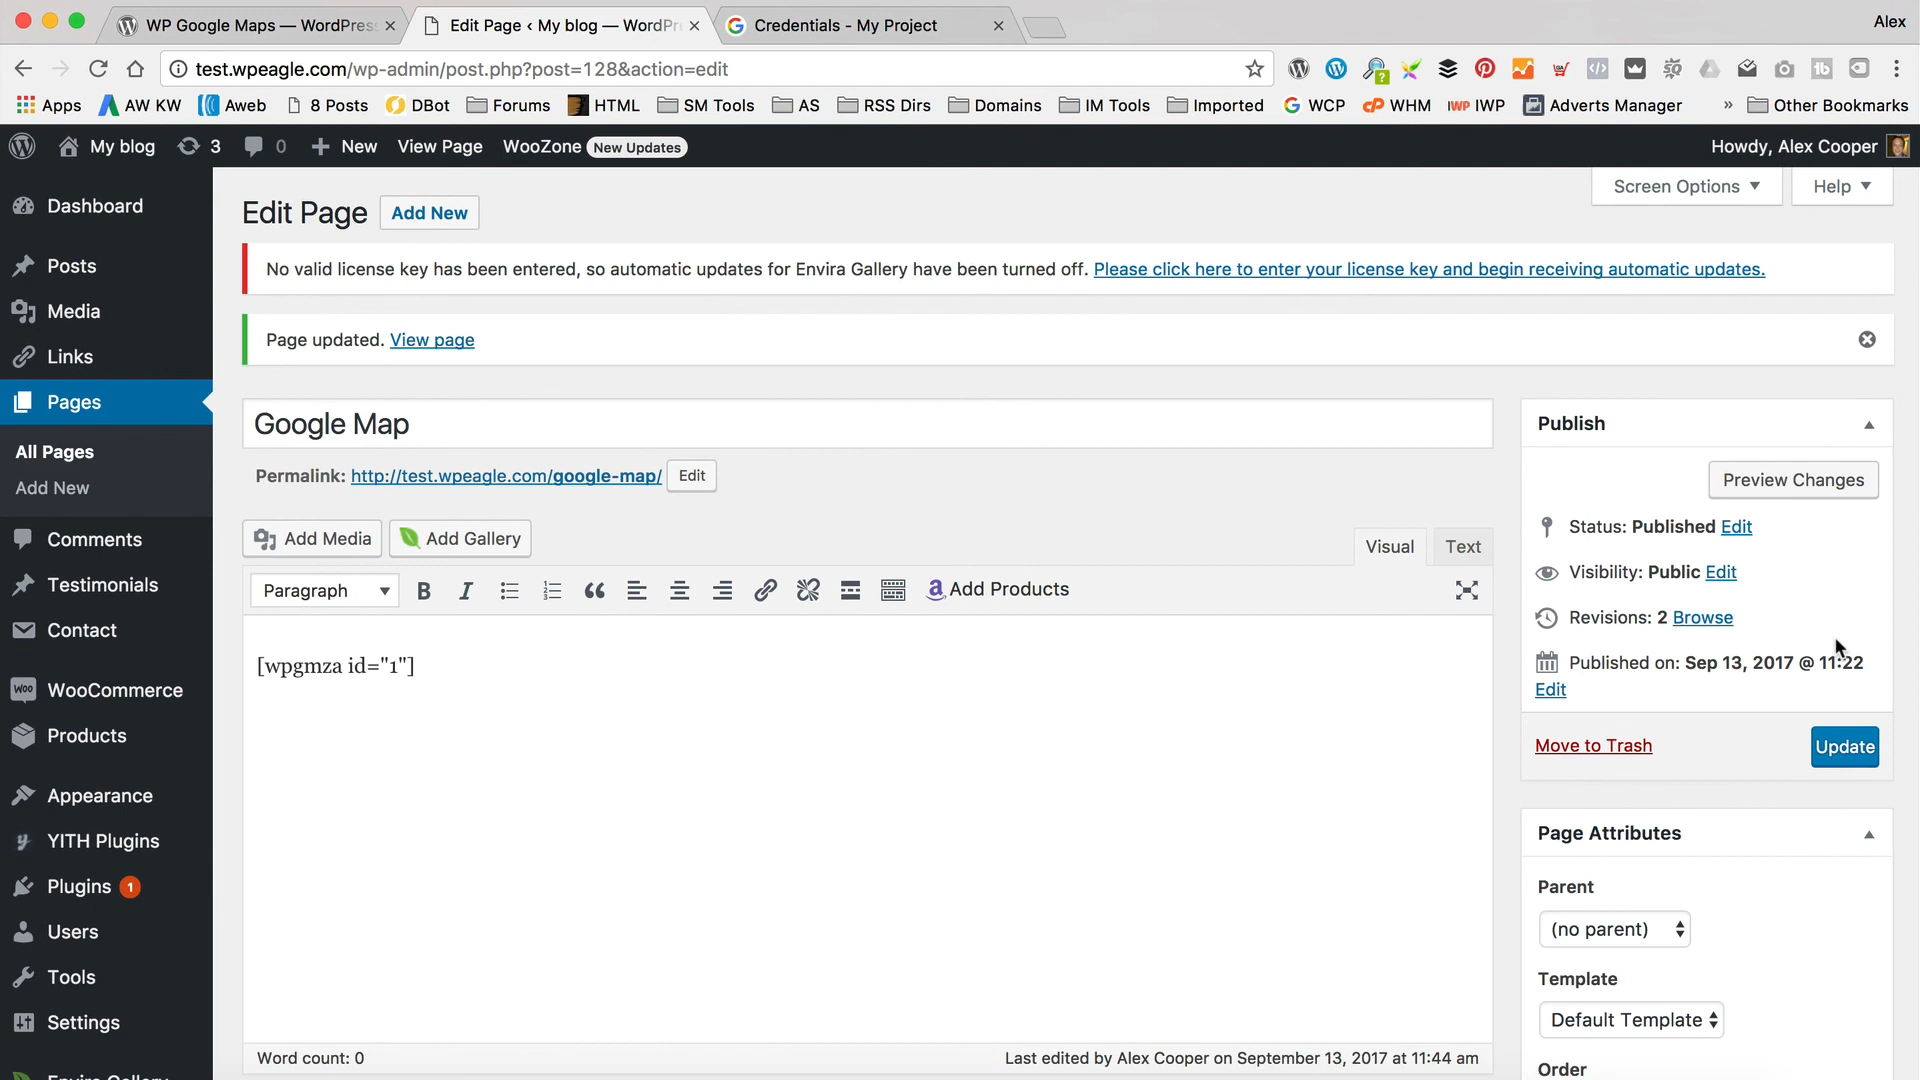 WP Google Maps — WordPress
Edit Page ‹ My blog — WordPr
Credentials - My Project
Alex
test.wpeagle.com/wp-admin/post.php?post=128&action=edit
Apps
AW KW
Aweb
8 Posts
DBot
Forums
HTML
SM Tools
AS
RSS Dirs
Domains
IM Tools
Imported
WCP
WHM
IWP IWP
Adverts Manager
»
Other Bookmarks
My blog
3
0
New
View Page
WooZone New Updates
Howdy, Alex Cooper
Screen Options
Help
Dashboard
Posts
Media
Links
Pages
All Pages
Add New
Comments
Testimonials
Contact
WooCommerce
Products
Appearance
YITH Plugins
Plugins 1
Users
Tools
Settings
Envira Gallery
Edit Page Add New
No valid license key has been entered, so automatic updates for Envira Gallery have been turned off. Please click here to enter your license key and begin receiving automatic updates.
Page updated. View page
Google Map
Permalink: http://test.wpeagle.com/google-map/ Edit
Add Media
Add Gallery
Visual
Text
Paragraph
B I
Add Products
[wpgmza id="1"]
Word count: 0
Last edited by Alex Cooper on September 13, 2017 at 11:44 am
Publish
Preview Changes
Status: Published Edit
Visibility: Public Edit
Revisions: 2 Browse
Published on: Sep 13, 2017 @ 11:22
Edit
Move to Trash
Update
Page Attributes
Parent
(no parent)
Template
Default Template
Order